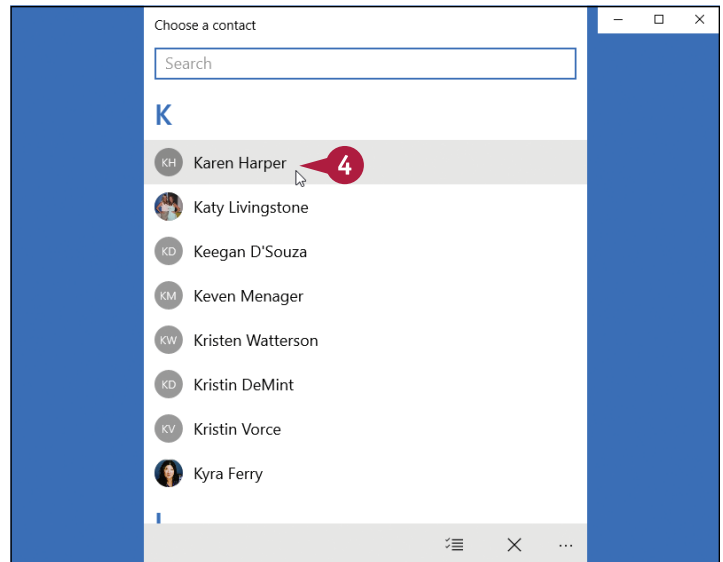 Choose a contact
Search
K
KH Karen Harper 4
Katy Livingstone
KD Keegan D'Souza
KM Keven Menager
KW Kristen Watterson
KD Kristin DeMint
KV Kristin Vorce
Kyra Ferry